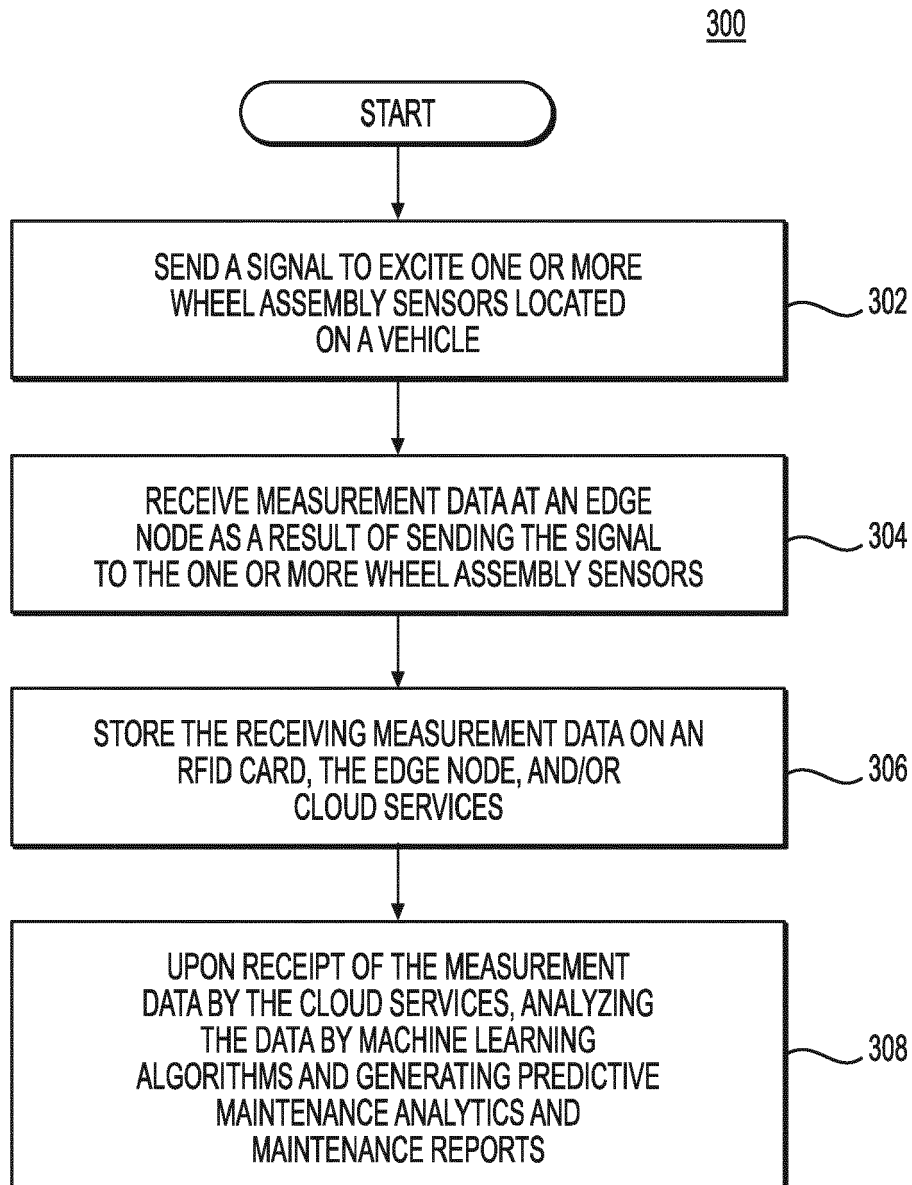 300
START
SEND A SIGNAL TO EXCITE ONE OR MORE
WHEEL ASSEMBLY SENSORS LOCATED
ON A VEHICLE
302
RECEIVE MEASUREMENT DATA AT AN EDGE
NODE AS A RESULT OF SENDING THE SIGNAL
TO THE ONE OR MORE WHEEL ASSEMBLY SENSORS
304
STORE THE RECEIVING MEASUREMENT DATA ON AN
RFID CARD, THE EDGE NODE, AND/OR
CLOUD SERVICES
306
UPON RECEIPT OF THE MEASUREMENT
DATA BY THE CLOUD SERVICES, ANALYZING
THE DATA BY MACHINE LEARNING
ALGORITHMS AND GENERATING PREDICTIVE
MAINTENANCE ANALYTICS AND
MAINTENANCE REPORTS
308